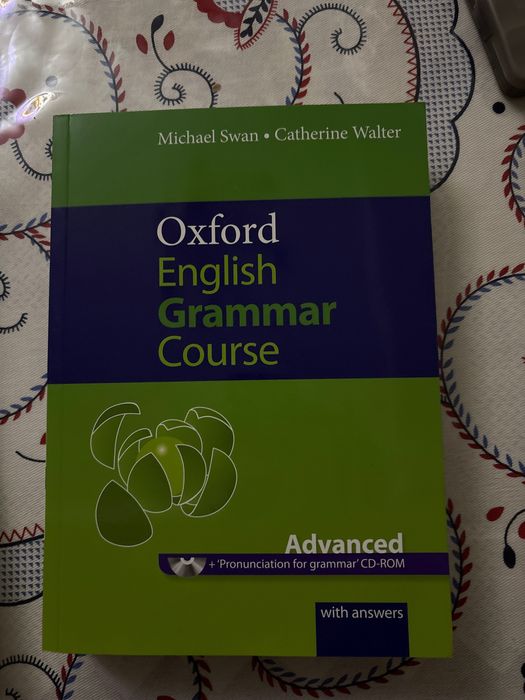 Michael Swan • Catherine Walter
Oxford
English
Grammar
Course
Advanced
+ 'Pronunciation for grammar' CD-ROM
with answers